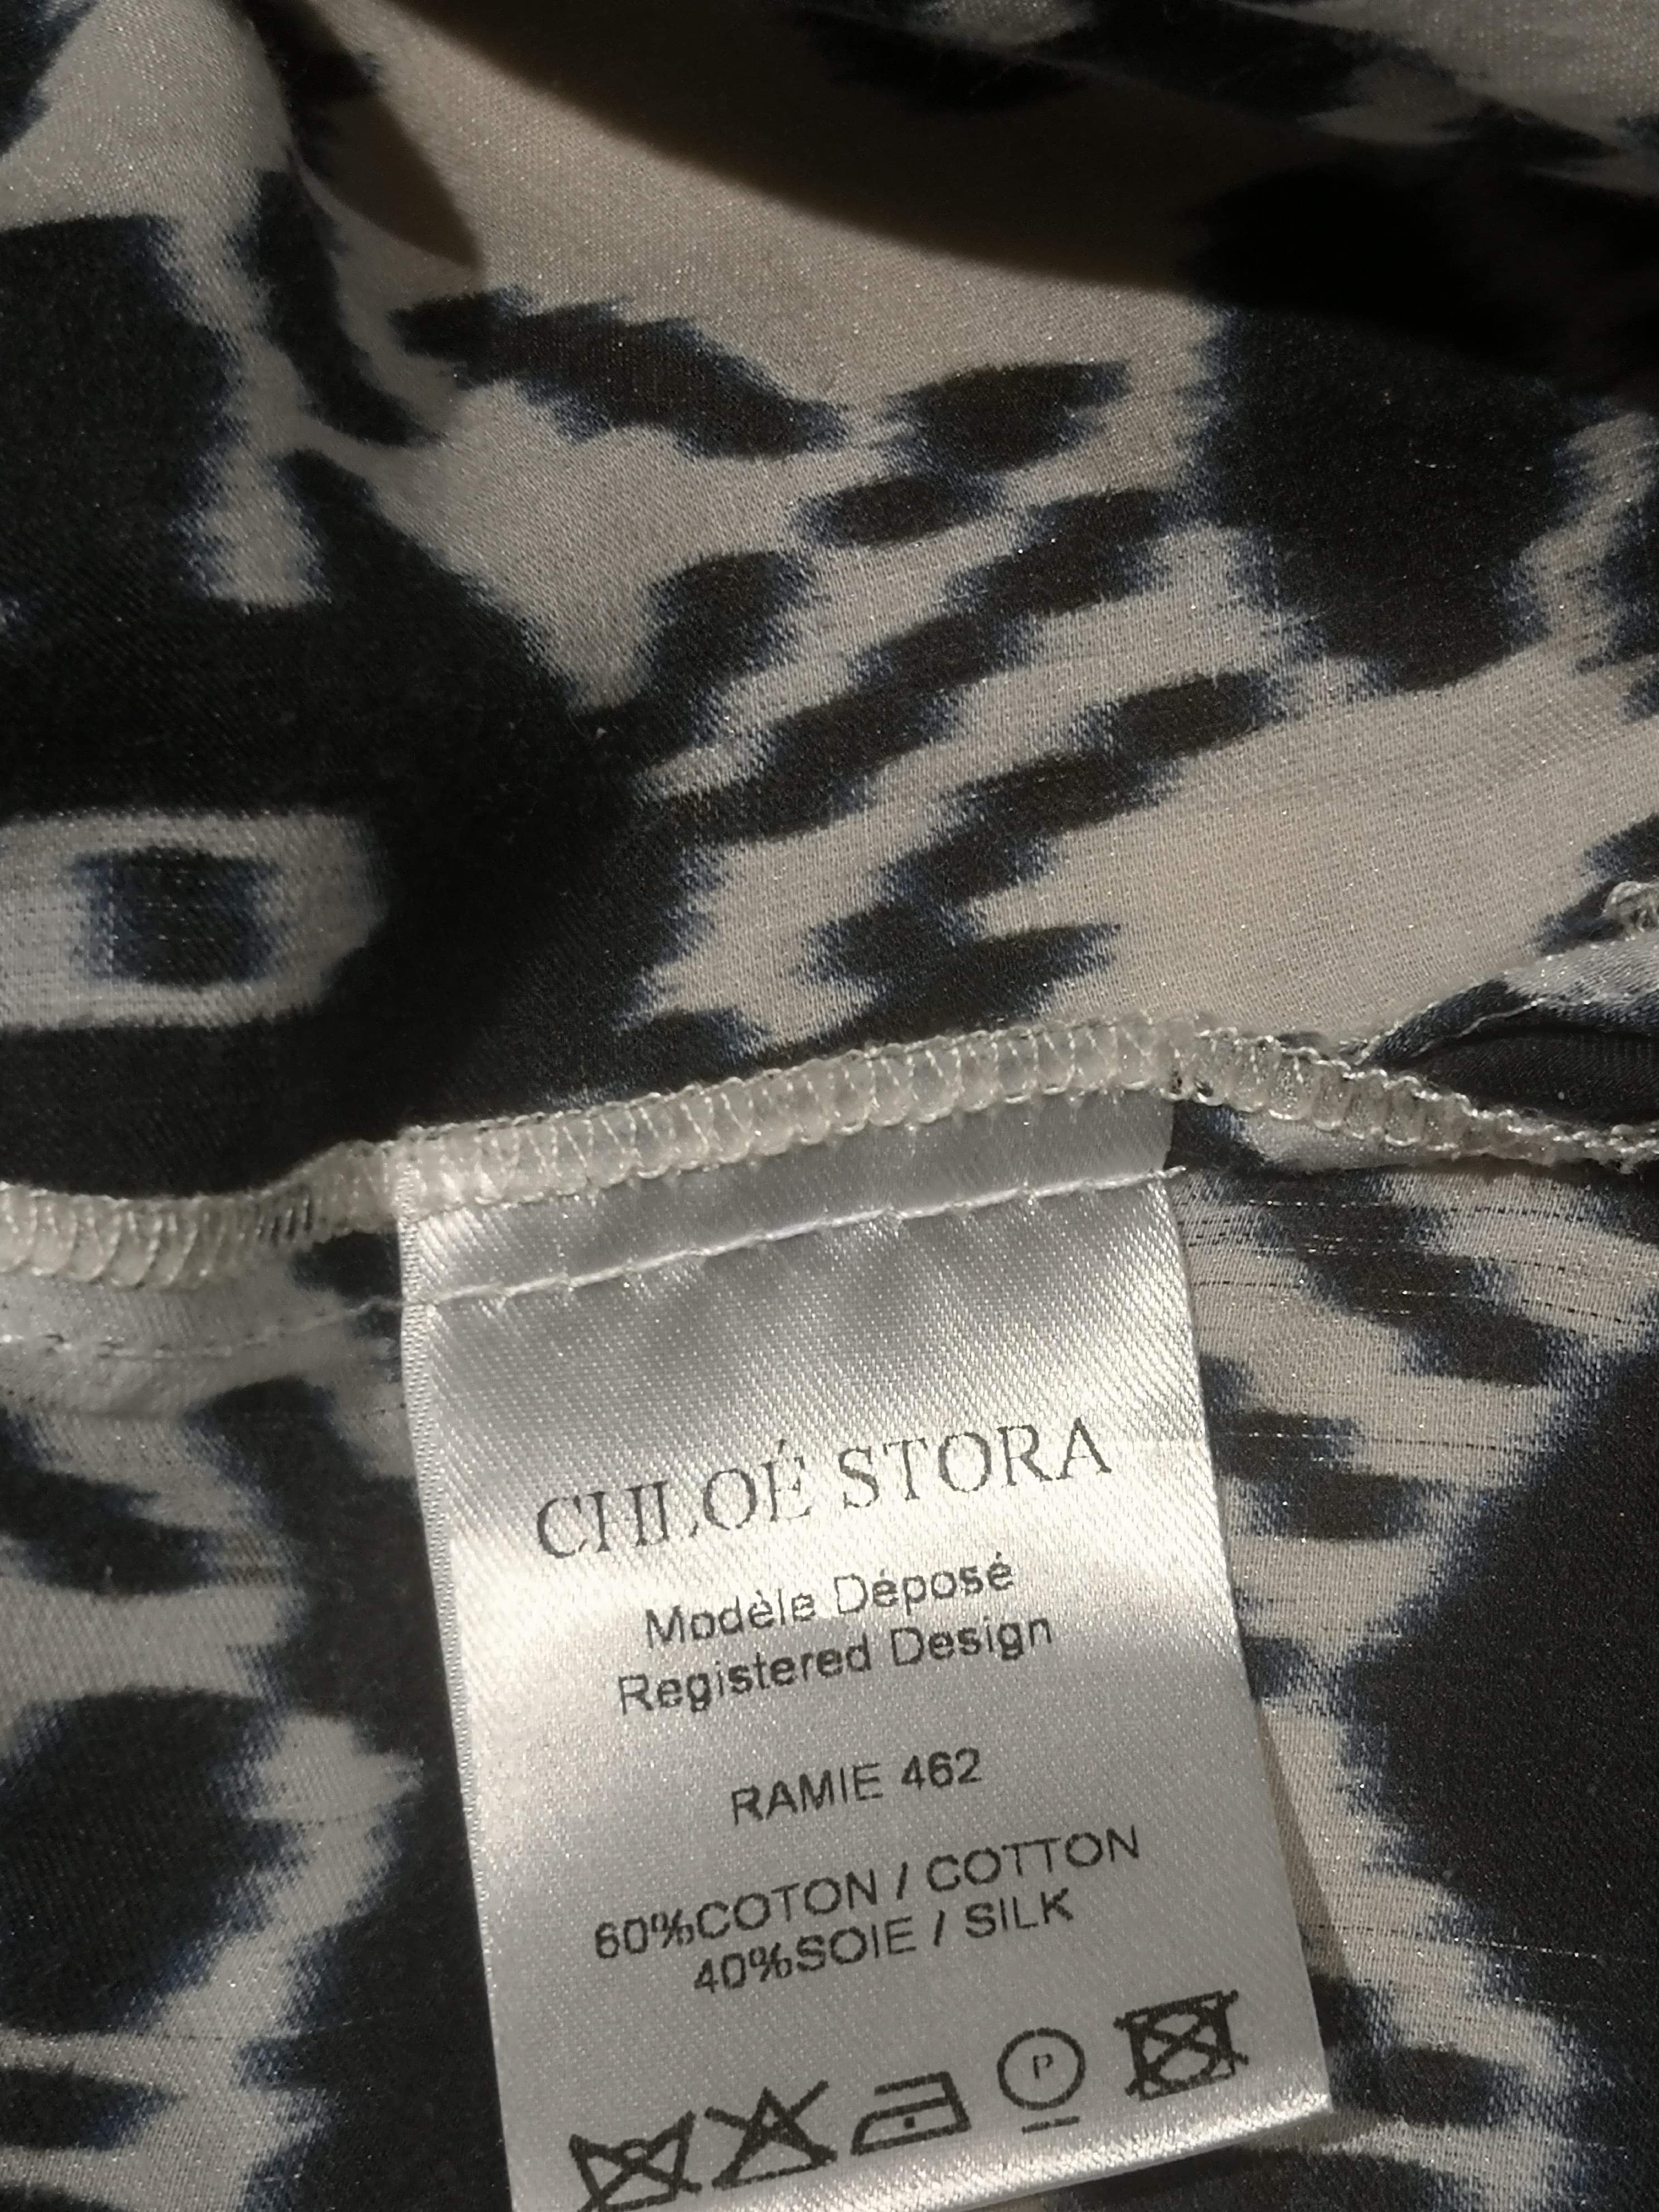 CHLOÉ STORA
Modèle Déposé
Registered Design
RAMIE 462
60%COTON / COTTON
40%SOIE / SILK
P